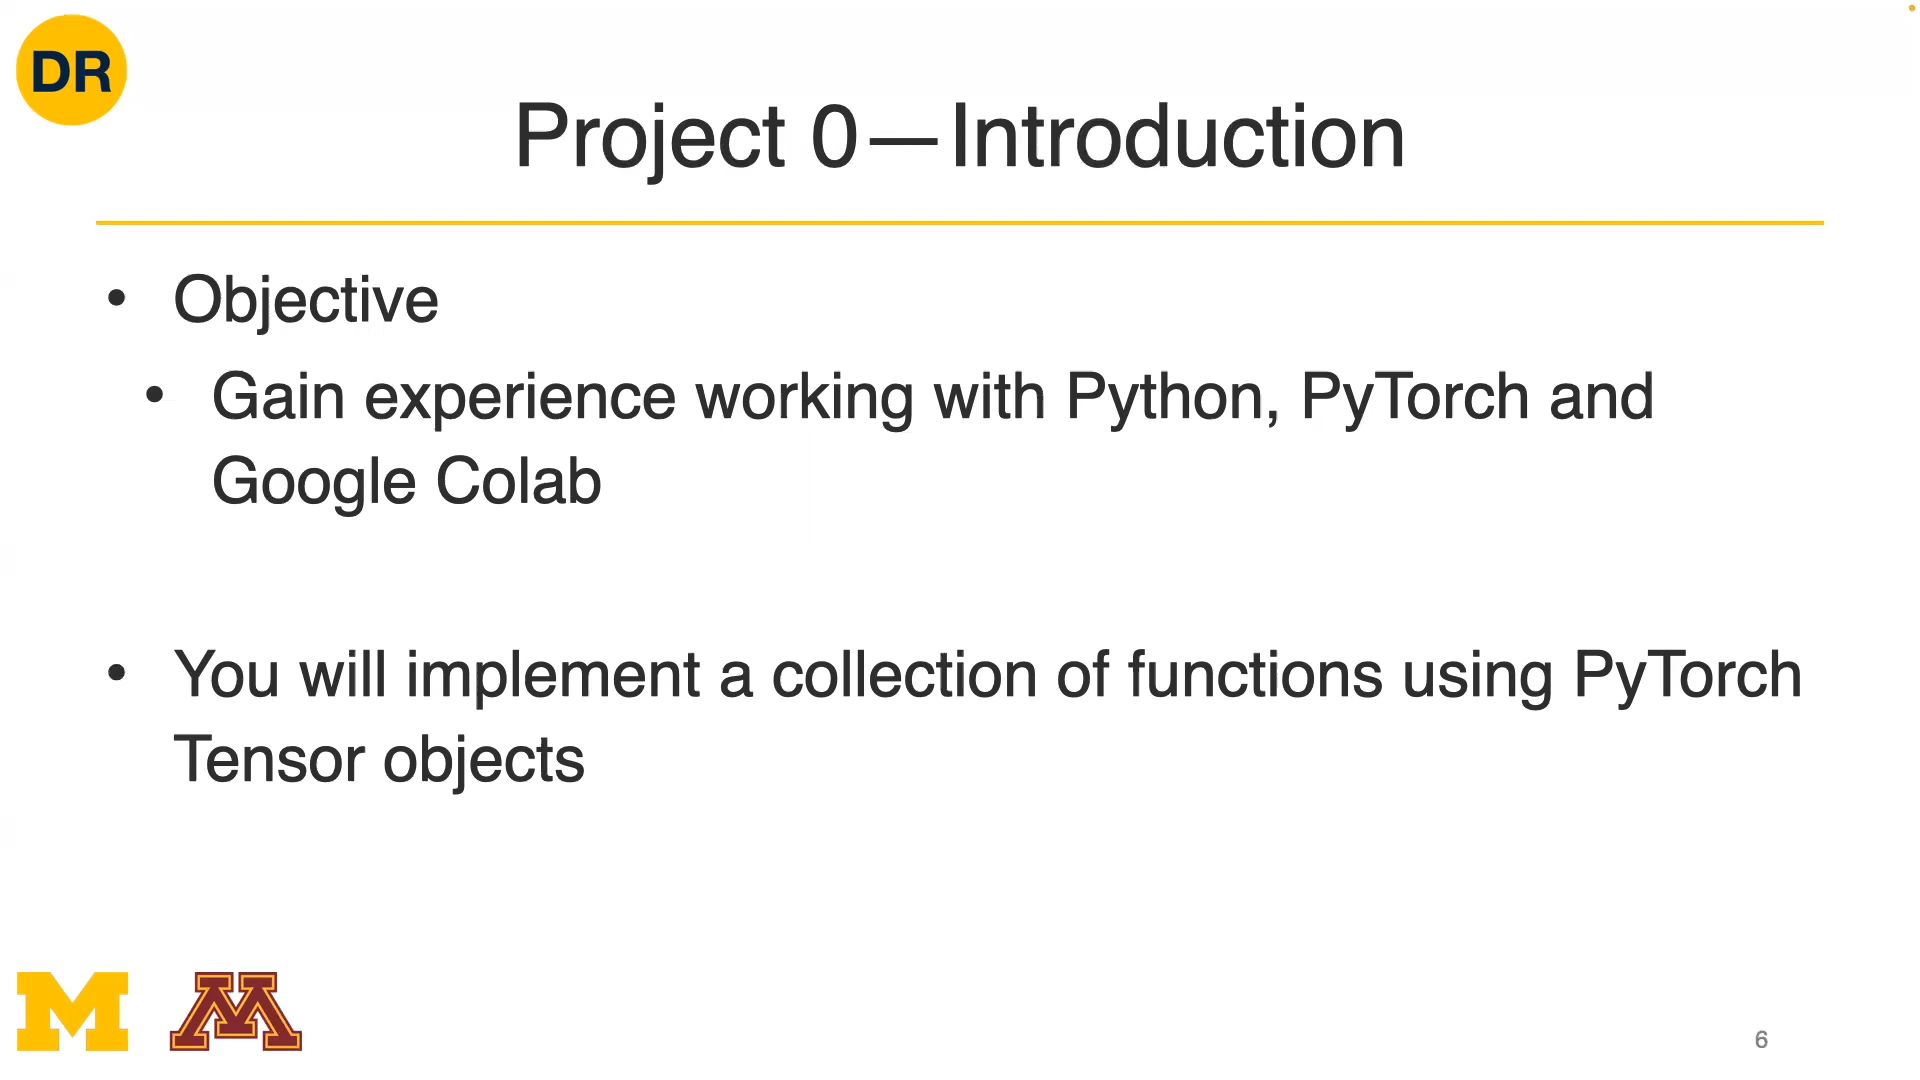 DR
Project 0—Introduction
• Objective
• Gain experience working with Python, PyTorch and
Google Colab
• You will implement a collection of functions using PyTorch
Tensor objects
M M
6